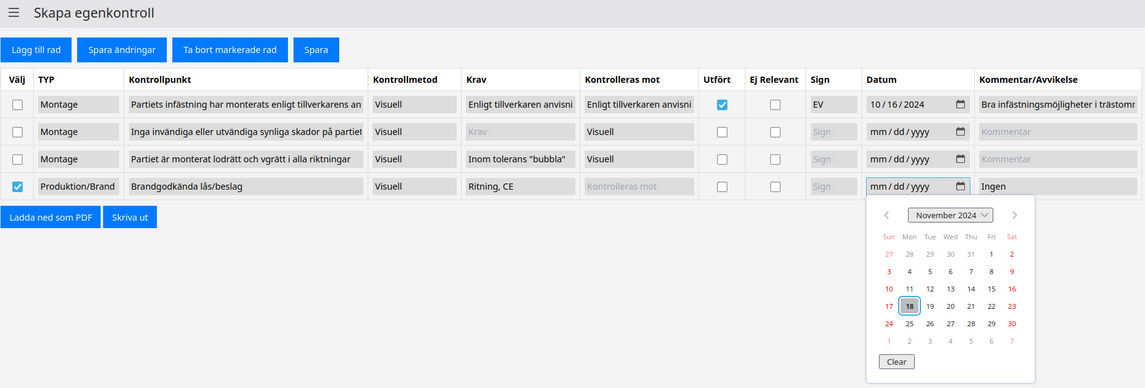 Skapa egenkontroll
Lägg till rad Spara ändringar Ta bort markerade rad Spara
Välj TYP Kontrollpunkt Kontrollmetod Krav Kontrolleras mot Utfört Ej Relevant Sign Datum Kommentar/Avvikelse
Montage Partiets infästning har monterats enligt tillverkarens an Visuell Enligt tillverkaren anvisni Enligt tillverkaren anvisni EV 10 / 16 / 2024 Bra infästningsmöjligheter i trästomr
Montage Inga invändiga eller utvändiga synliga skador på partiet Visuell Krav Visuell Sign mm / dd / yyyy Kommentar
Montage Partiet är monterat lodrätt och vgrätt i alla riktningar Visuell Inom tolerans "bubbla" Visuell Sign mm / dd / yyyy Kommentar
Produktion/Brand Brandgodkända lås/beslag Visuell Ritning, CE Kontrolleras mot Sign mm / dd / yyyy Ingen
Ladda ned som PDF Skriva ut
November 2024
Sun Mon Tue Wed Thu Fri Sat
27 28 29 30 31 1 2
3 4 5 6 7 8 9
10 11 12 13 14 15 16
17 18 19 20 21 22 23
24 25 26 27 28 29 30
1 2 3 4 5 6 7
Clear